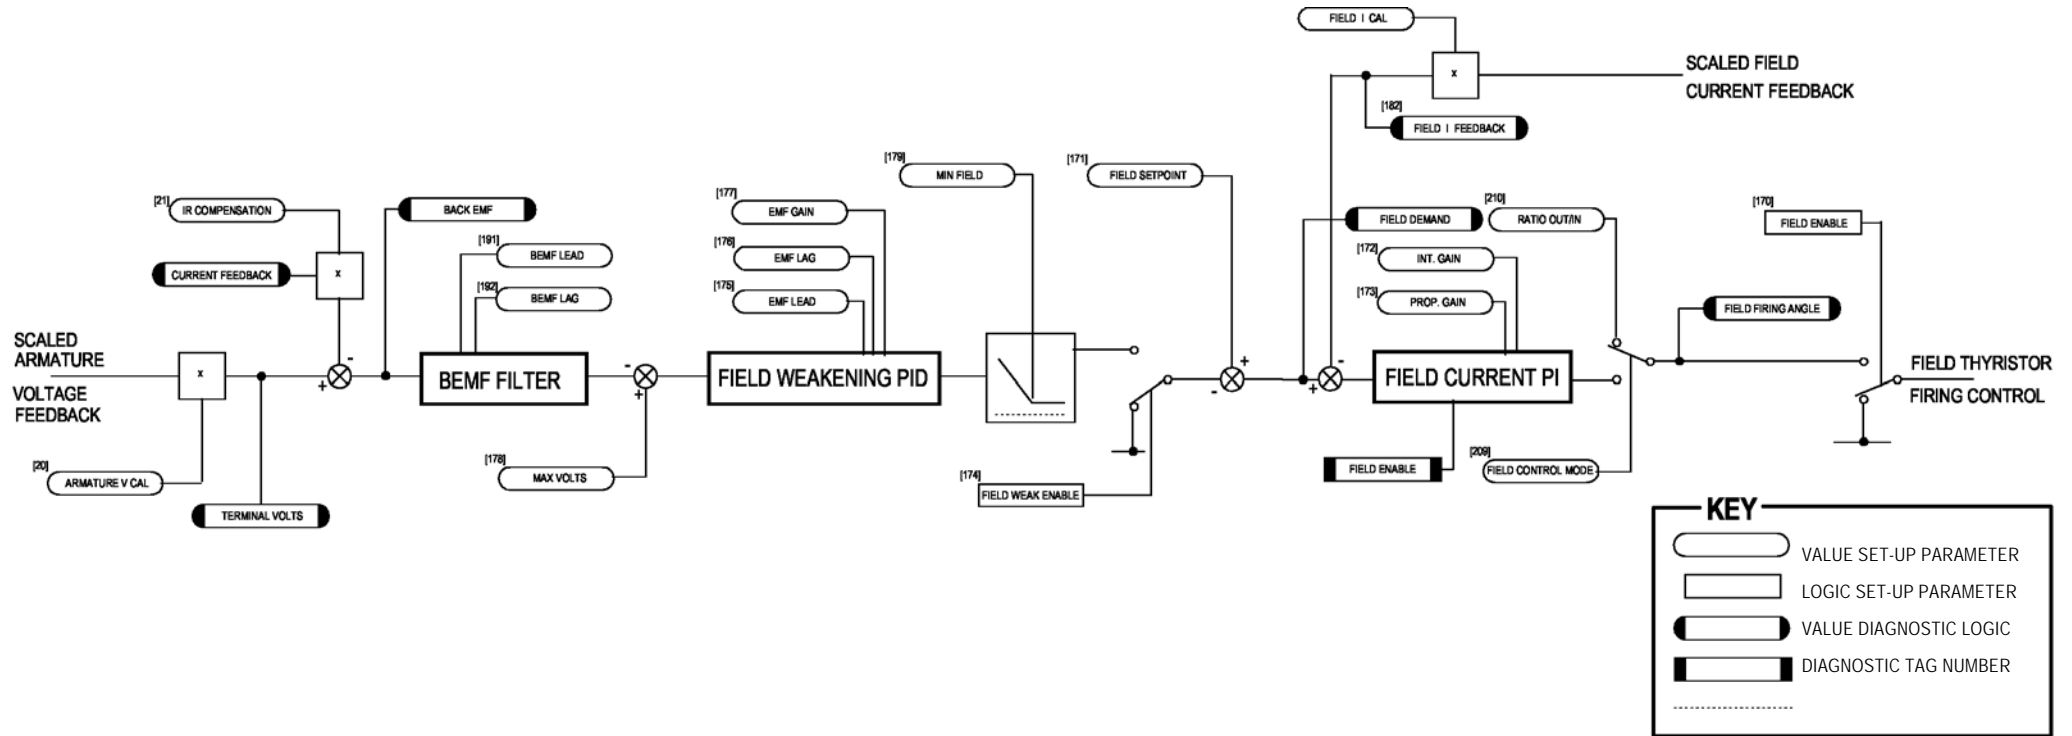 FIELD I CAL
x
SCALED FIELD
CURRENT FEEDBACK
[182]
FIELD I FEEDBACK
[179]
MIN FIELD
[171]
FIELD SETPOINT
[21]
IR COMPENSATION
BACK EMF
[177]
EMF GAIN
FIELD DEMAND
[210]
RATIO OUT/IN
[170]
FIELD ENABLE
[191]
BEMF LEAD
[176]
EMF LAG
[172]
INT. GAIN
CURRENT FEEDBACK
x
[192]
BEMF LAG
[175]
EMF LEAD
[173]
PROP. GAIN
FIELD FIRING ANGLE
SCALED
ARMATURE
VOLTAGE
FEEDBACK
x
-
+
BEMF FILTER
-
+
FIELD WEAKENING PID
+
-
-
+
FIELD CURRENT PI
FIELD THYRISTOR
FIRING CONTROL
[20]
ARMATURE V CAL
TERMINAL VOLTS
[178]
MAX VOLTS
[174]
FIELD WEAK ENABLE
FIELD ENABLE
[209]
FIELD CONTROL MODE
KEY
VALUE SET-UP PARAMETER
LOGIC SET-UP PARAMETER
VALUE DIAGNOSTIC LOGIC
DIAGNOSTIC TAG NUMBER